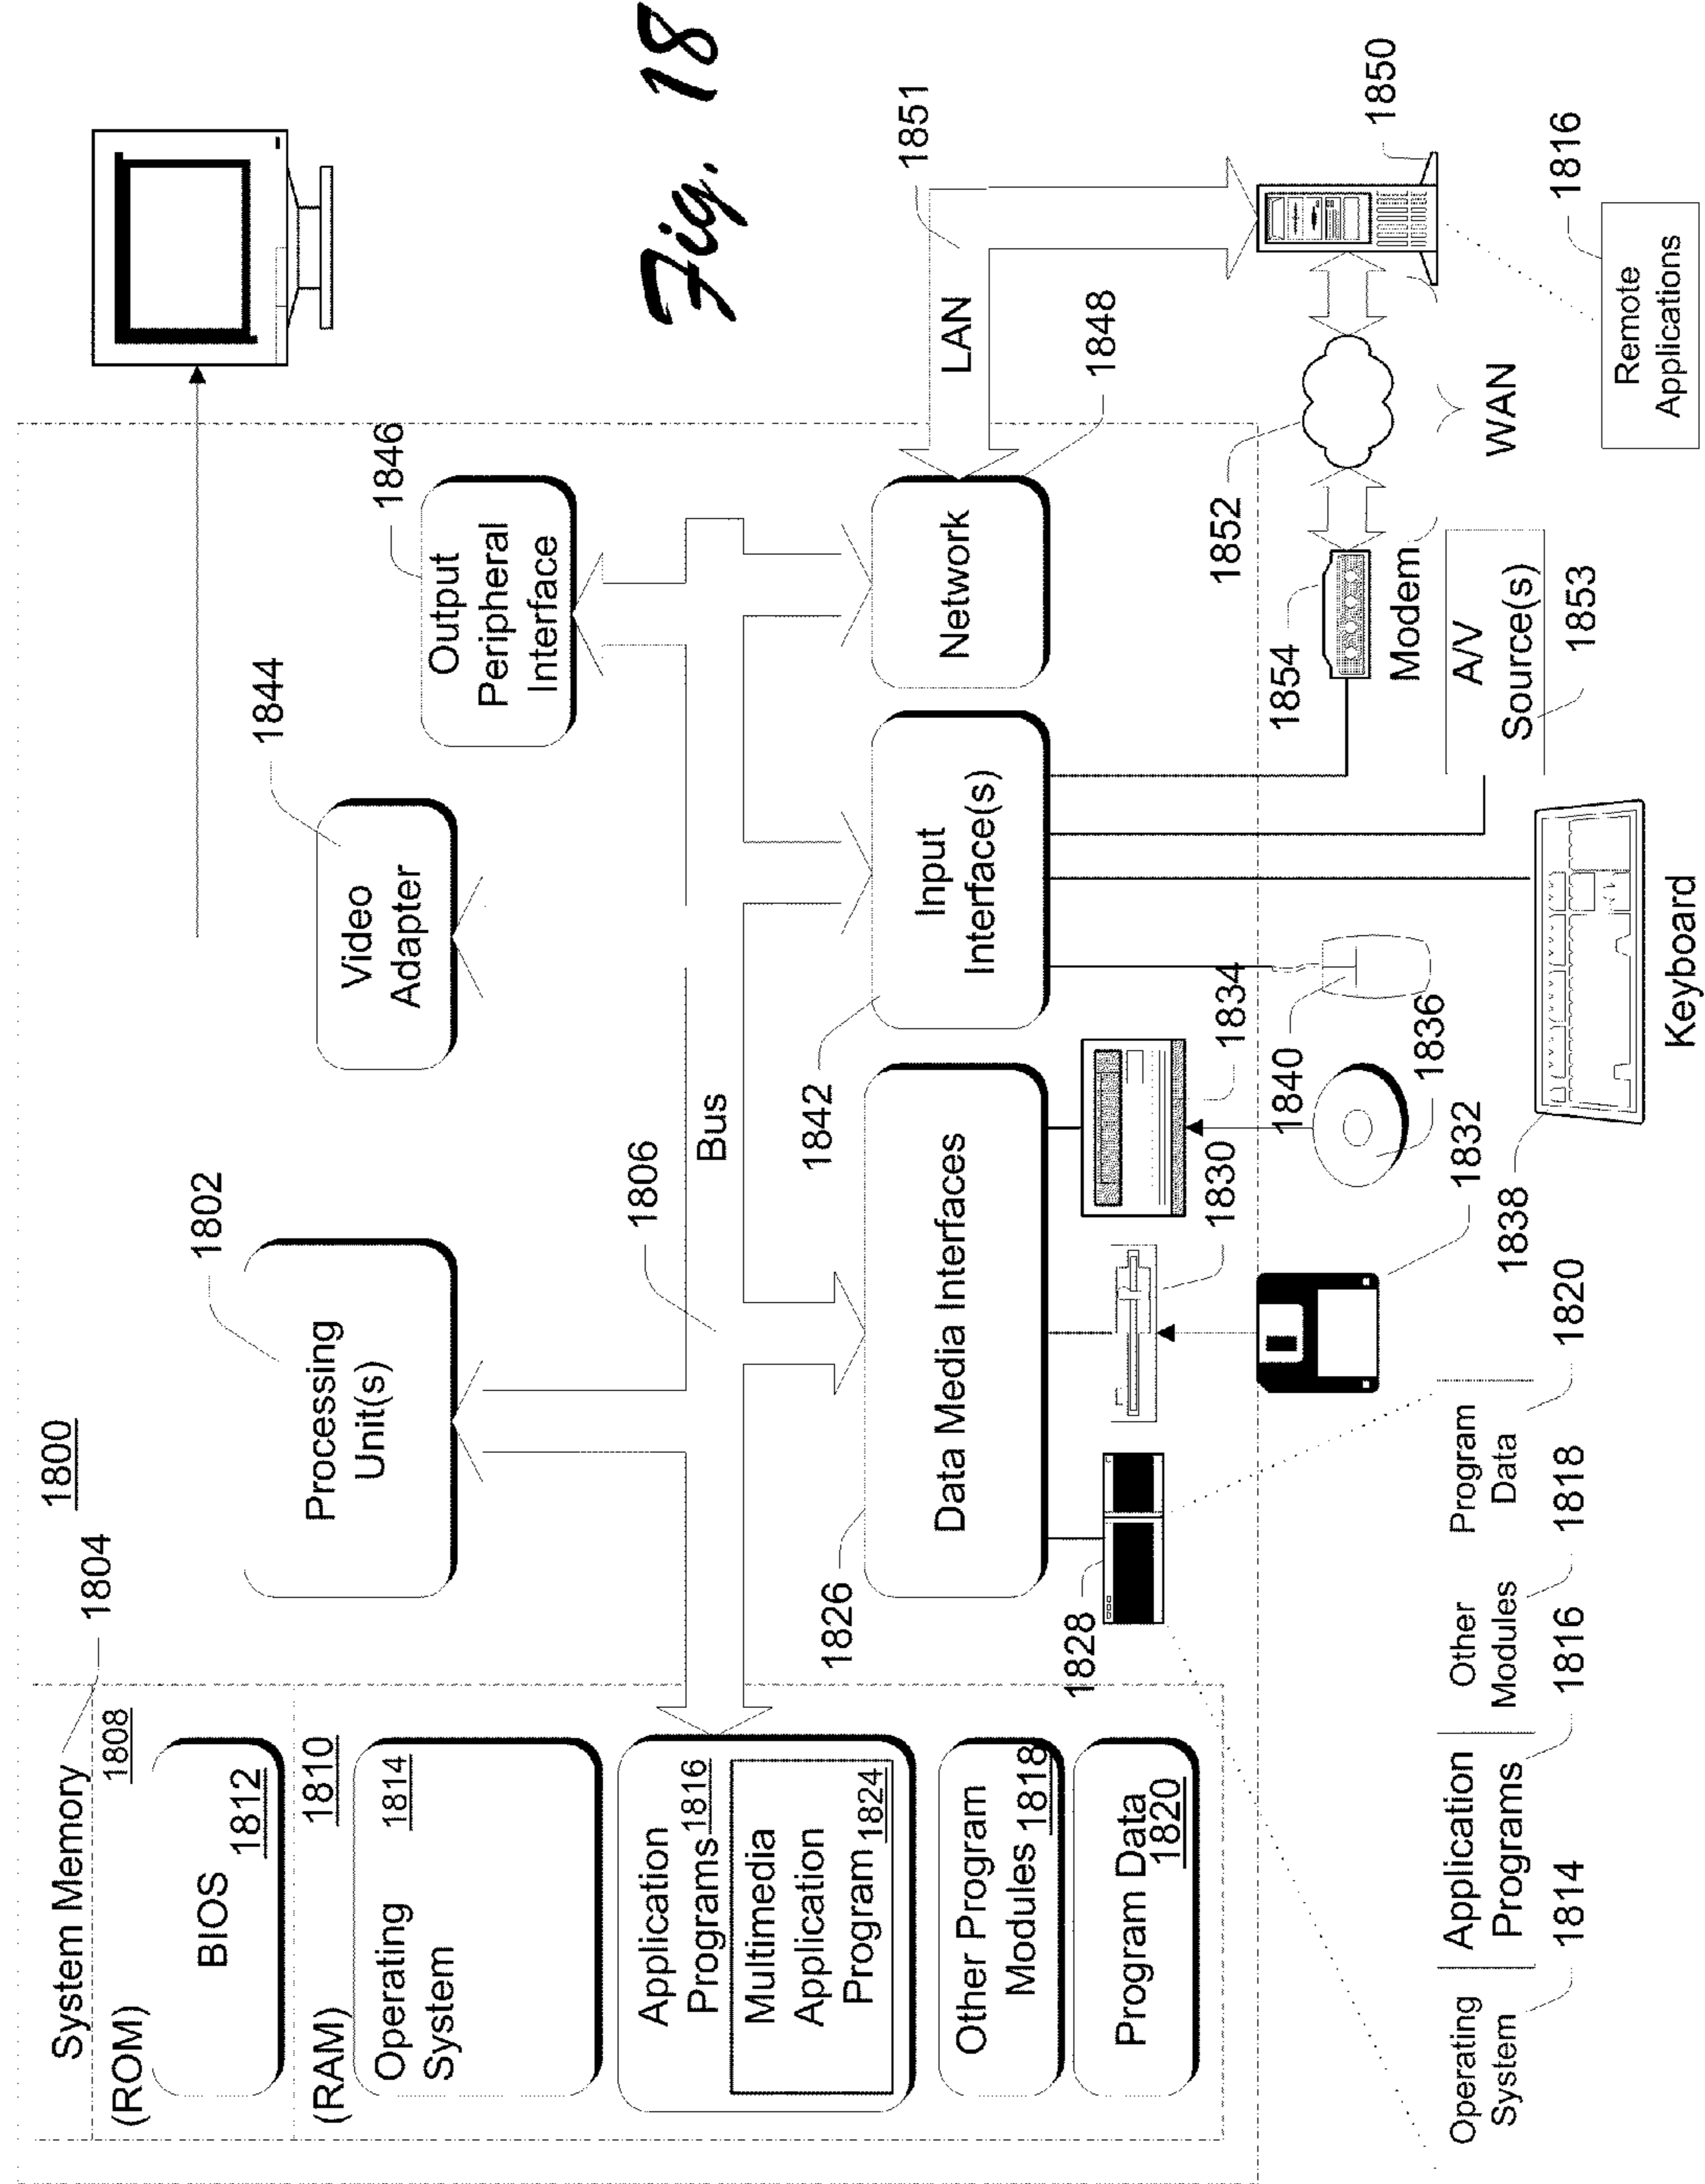 1800
System Memory
1804
(ROM)
1808
BIOS
1812
(RAM)
1810
Operating
System
1814
Application
Programs
1816
Multimedia
Application
Program
1824
Other Program
Modules
1818
Program Data
1820
Processing
Unit(s)
1802
Video
Adapter
1844
Output
Peripheral
Interface
1846
1806
Bus
1826
Data Media Interfaces
1842
Input
Interface(s)
Network
1848
LAN
1851
Fig. 18
1828
1830
1834
1840
1836
1832
1838
Keyboard
1854
Modem
1852
WAN
1850
A/V
Source(s)
1853
Remote
Applications
1816
Operating
System
1814
Application
Programs
1816
Other
Modules
1818
Program
Data
1820